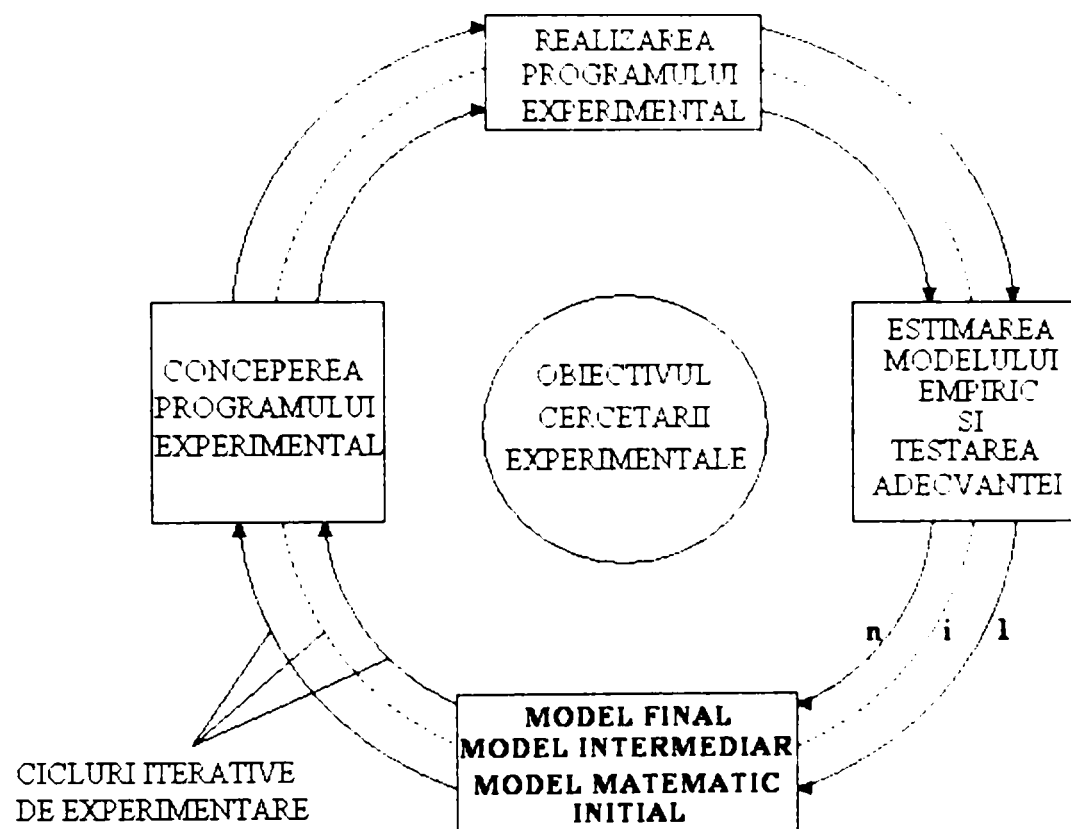 REALIZAREA
PROGRAMULUI
EXPERIMENTAL
CONCEPEREA
PROGRAMULUI
EXPERIMENTAL
OBIECTIVUL
CERCETARII
EXPERIMENTALE
ESTIMAREA
MODELULUI
EMPIRIC
SI
TESTAREA
ADECVANTEI
n i 1
MODEL FINAL
MODEL INTERMEDIAR
MODEL MATEMATIC
INITIAL
CICLURI ITERATIVE
DE EXPERIMENTARE